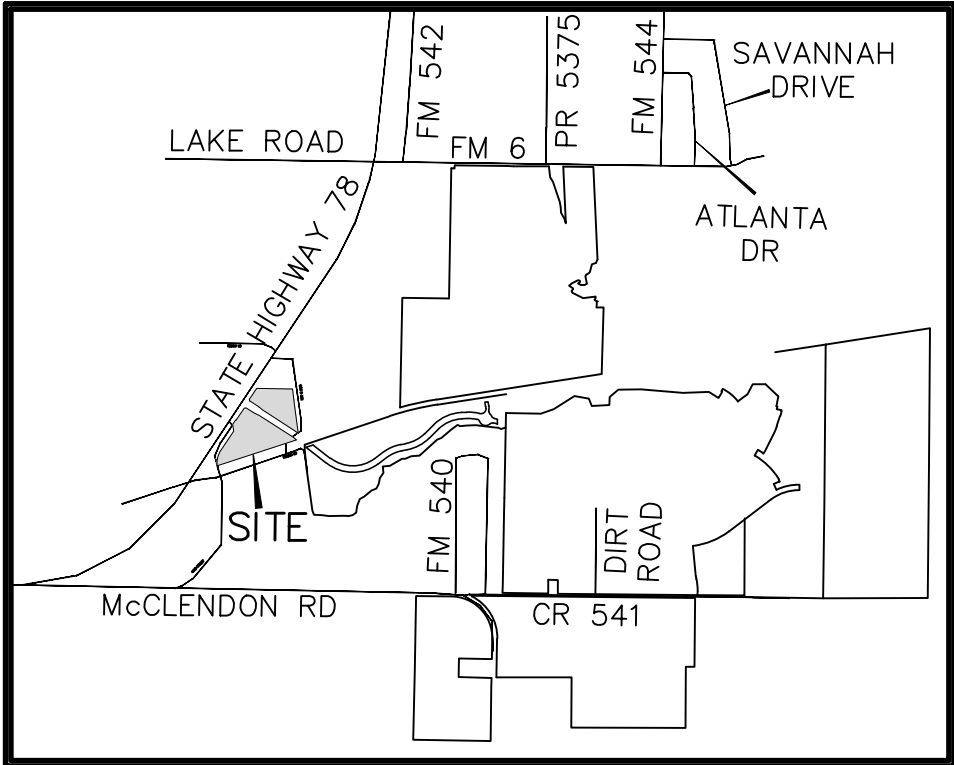 FM 542
PR 5375
FM 544
SAVANNAH
DRIVE
LAKE ROAD
FM 6
ATLANTA
DR
STATE HIGHWAY 78
SITE
FM 540
DIRT
ROAD
McCLENDON RD
CR 541